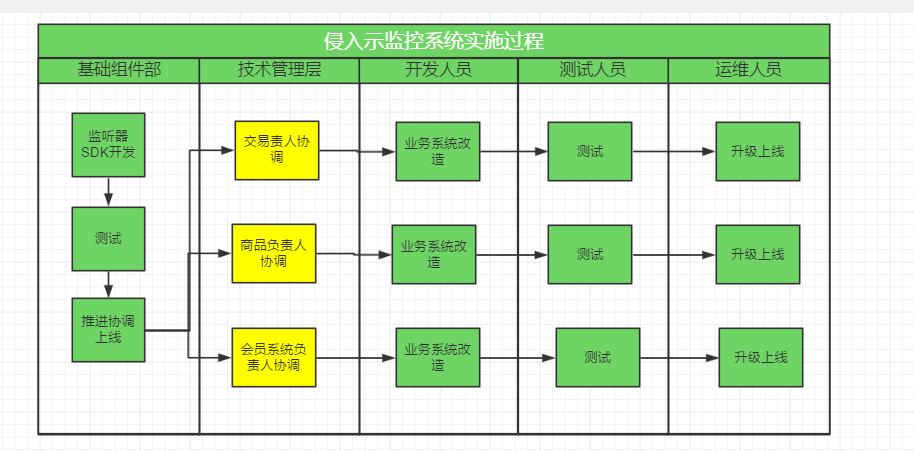 侵入示监控系统实施过程
基础组件部
技术管理层
开发人员
测试人员
运维人员
监听器
SDK开发
测试
推进协调
上线
交易责人协
调
业务系统改
造
测试
升级上线
商品负责人
协调
业务系统改
造
测试
升级上线
会员系统负
责人协调
业务系统改
造
测试
升级上线